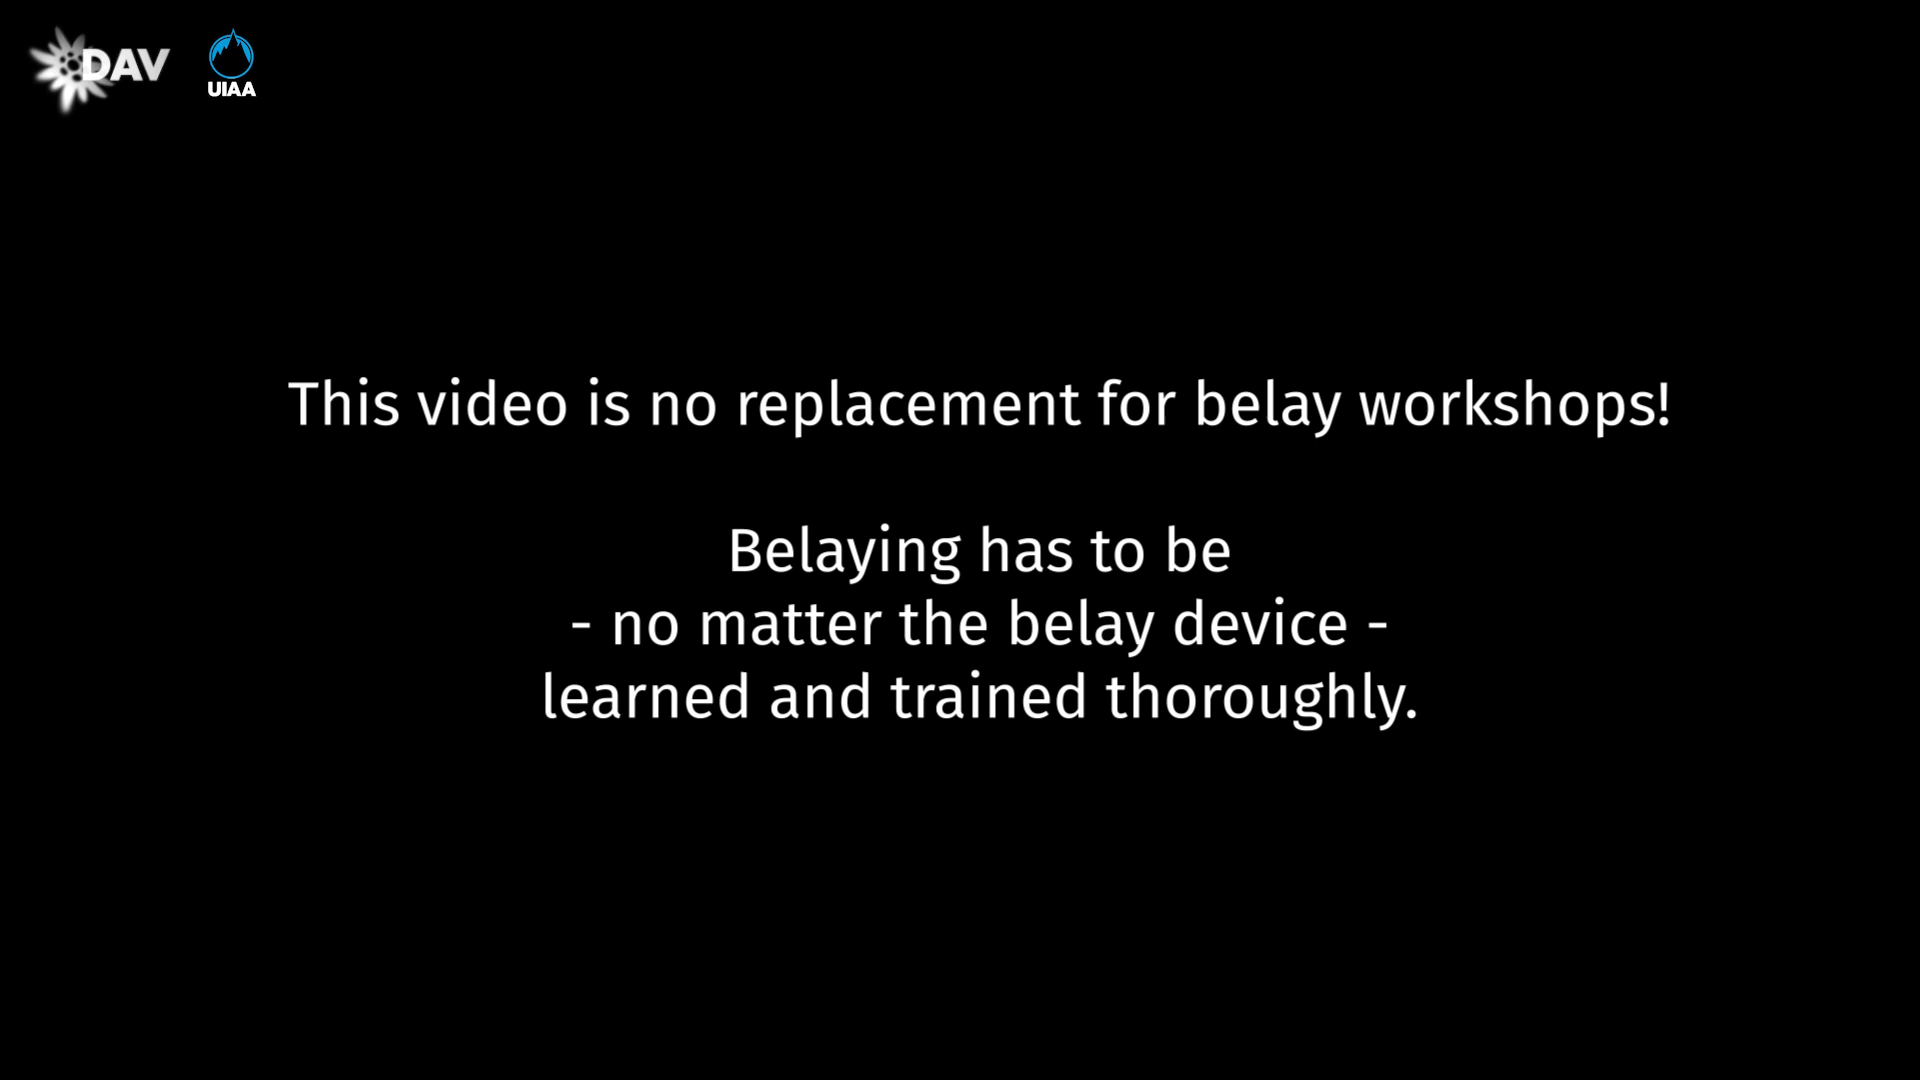 DAV
UIAA
This video is no replacement for belay workshops!
Belaying has to be
- no matter the belay device -
learned and trained thoroughly.